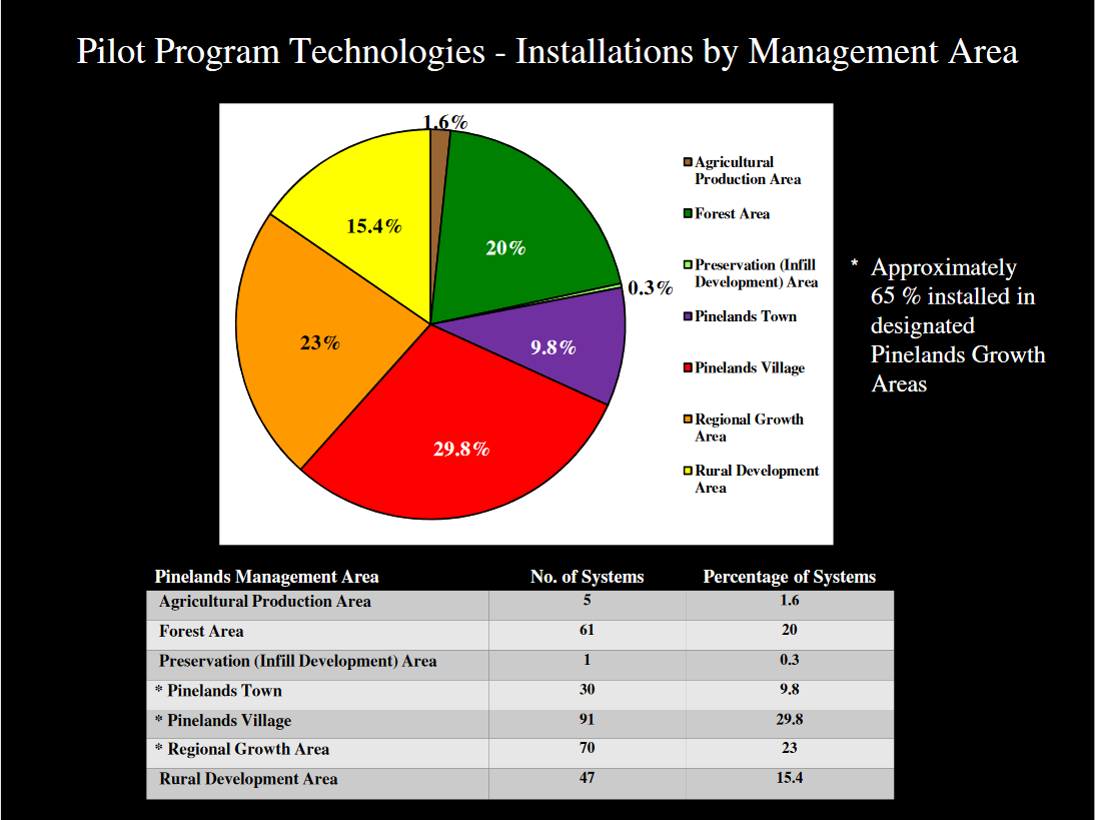 Pilot Program Technologies - Installations by Management Area
1.6%
20%
0.3%
9.8%
29.8%
23%
15.4%
Agricultural
Production Area
Forest Area
Preservation (Infill
Development) Area
Pinelands Town
Pinelands Village
Regional Growth
Area
Rural Development
Area
* Approximately
65 % installed in
designated
Pinelands Growth
Areas
Pinelands Management Area No. of Systems Percentage of Systems
Agricultural Production Area 5 1.6
Forest Area 61 20
Preservation (Infill Development) Area 1 0.3
* Pinelands Town 30 9.8
* Pinelands Village 91 29.8
* Regional Growth Area 70 23
Rural Development Area 47 15.4